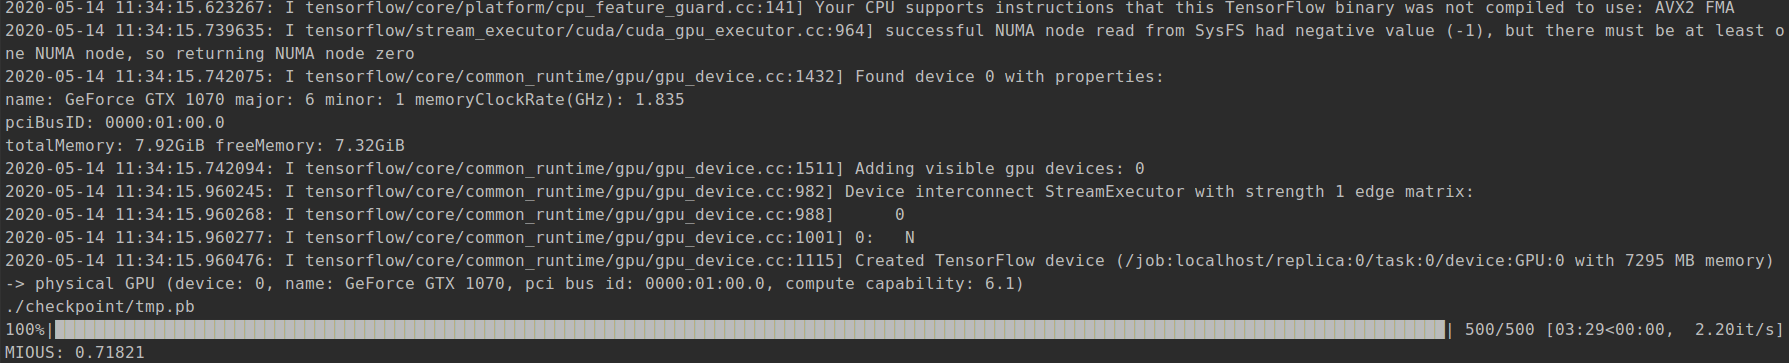 2020-05-14 11:34:15.623267: I tensorflow/core/platform/cpu_feature_guard.cc:141] Your CPU supports instructions that this TensorFlow binary was not compiled to use: AVX2 FMA
2020-05-14 11:34:15.739635: I tensorflow/stream_executor/cuda/cuda_gpu_executor.cc:964] successful NUMA node read from SysFS had negative value (-1), but there must be at least o
ne NUMA node, so returning NUMA node zero
2020-05-14 11:34:15.742075: I tensorflow/core/common_runtime/gpu/gpu_device.cc:1432] Found device 0 with properties:
name: GeForce GTX 1070 major: 6 minor: 1 memoryClockRate(GHz): 1.835
pciBusID: 0000:01:00.0
totalMemory: 7.92GiB freeMemory: 7.32GiB
2020-05-14 11:34:15.742094: I tensorflow/core/common_runtime/gpu/gpu_device.cc:1511] Adding visible gpu devices: 0
2020-05-14 11:34:15.960245: I tensorflow/core/common_runtime/gpu/gpu_device.cc:982] Device interconnect StreamExecutor with strength 1 edge matrix:
2020-05-14 11:34:15.960268: I tensorflow/core/common_runtime/gpu/gpu_device.cc:988]      0
2020-05-14 11:34:15.960277: I tensorflow/core/common_runtime/gpu/gpu_device.cc:1001] 0:   N
2020-05-14 11:34:15.960476: I tensorflow/core/common_runtime/gpu/gpu_device.cc:1115] Created TensorFlow device (/job:localhost/replica:0/task:0/device:GPU:0 with 7295 MB memory)
-> physical GPU (device: 0, name: GeForce GTX 1070, pci bus id: 0000:01:00.0, compute capability: 6.1)
./checkpoint/tmp.pb
100%| | 500/500 [03:29<00:00,  2.20it/s]
MIOUS: 0.71821